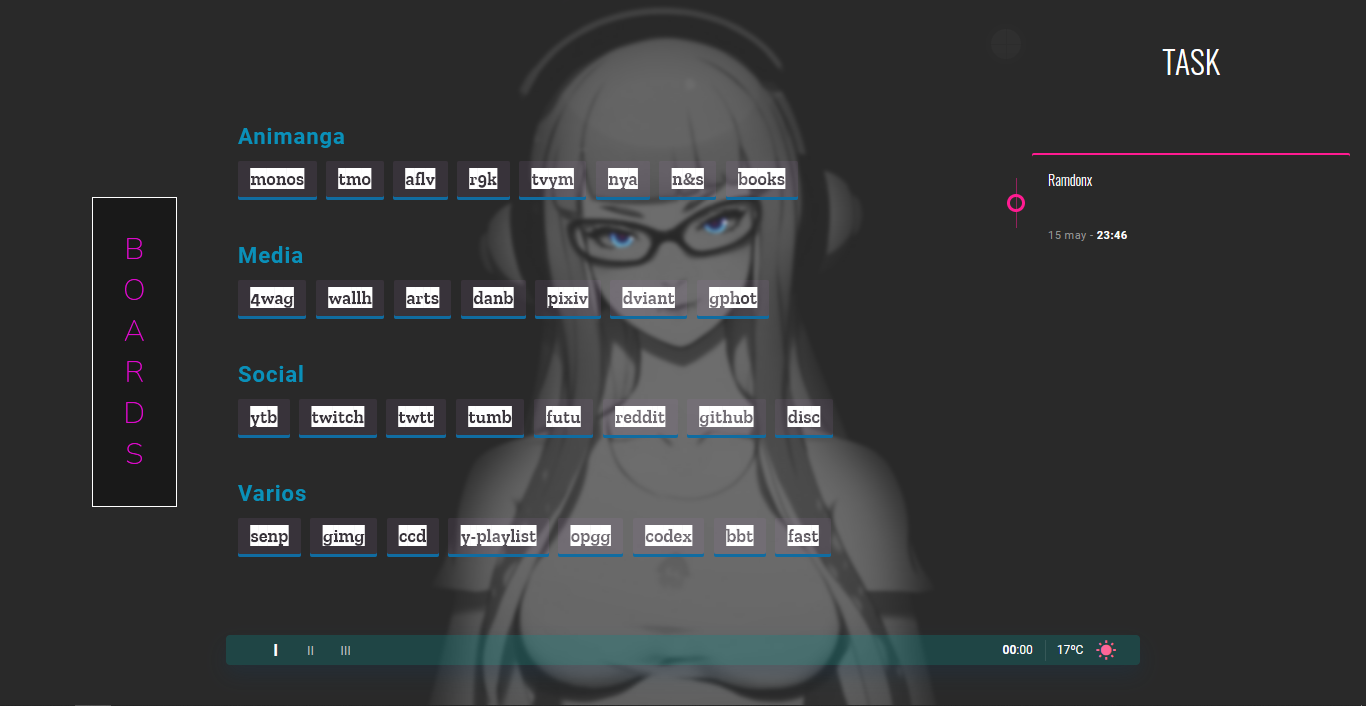 TASK
Animanga
monos tmo aflv r9k tvym nya n&s books
Ramdonx
15 may - 23:46
B
O
A
R
D
S
Media
4wag wallh arts danb pixiv dviant gphot
Social
ytb twitch twtt tumb futu reddit github disc
Varios
senp gimg ccd y-playlist opgg codex bbt fast
I II III 00:00 17ºC